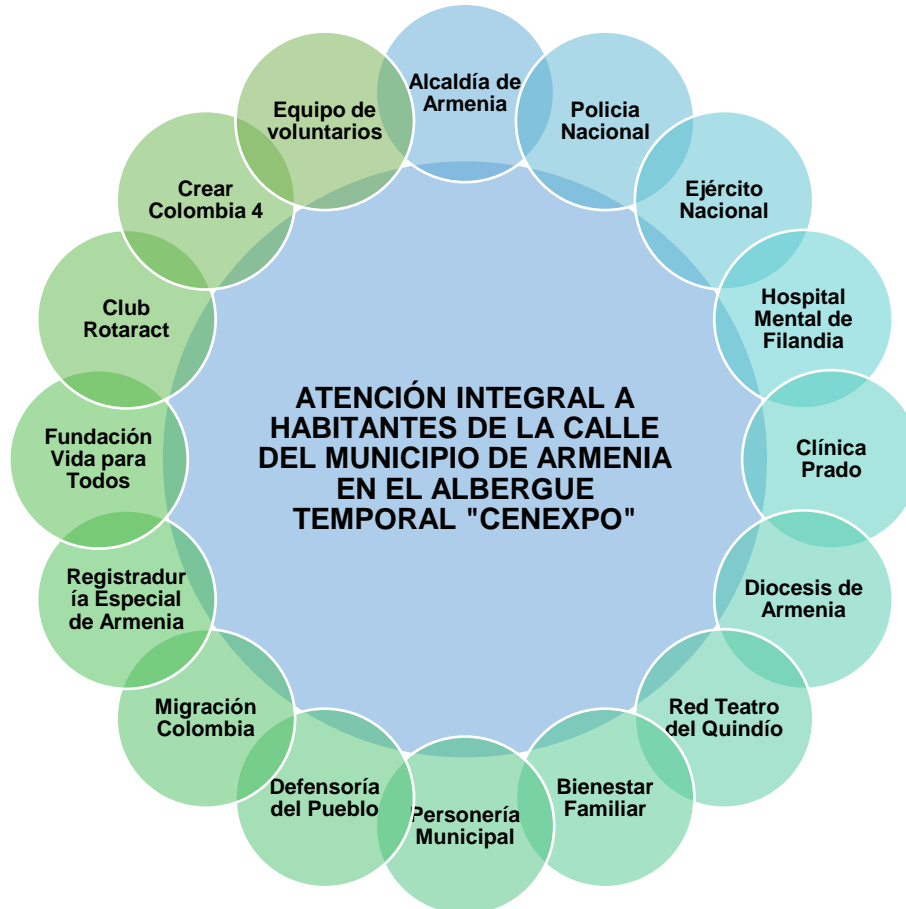 Alcaldía de
Armenia
Policia
Nacional
Ejército
Nacional
Hospital
Mental de
Filandia
Clínica
Prado
Diocesis de
Armenia
Red Teatro
del Quindío
Bienestar
Familiar
Personería
Municipal
Defensoría
del Pueblo
Migración
Colombia
Registradur
ía Especial
de Armenia
Fundación
Vida para
Todos
Club
Rotaract
Crear
Colombia 4
Equipo de
voluntarios
ATENCIÓN INTEGRAL A
HABITANTES DE LA CALLE
DEL MUNICIPIO DE ARMENIA
EN EL ALBERGUE
TEMPORAL "CENEXPO"